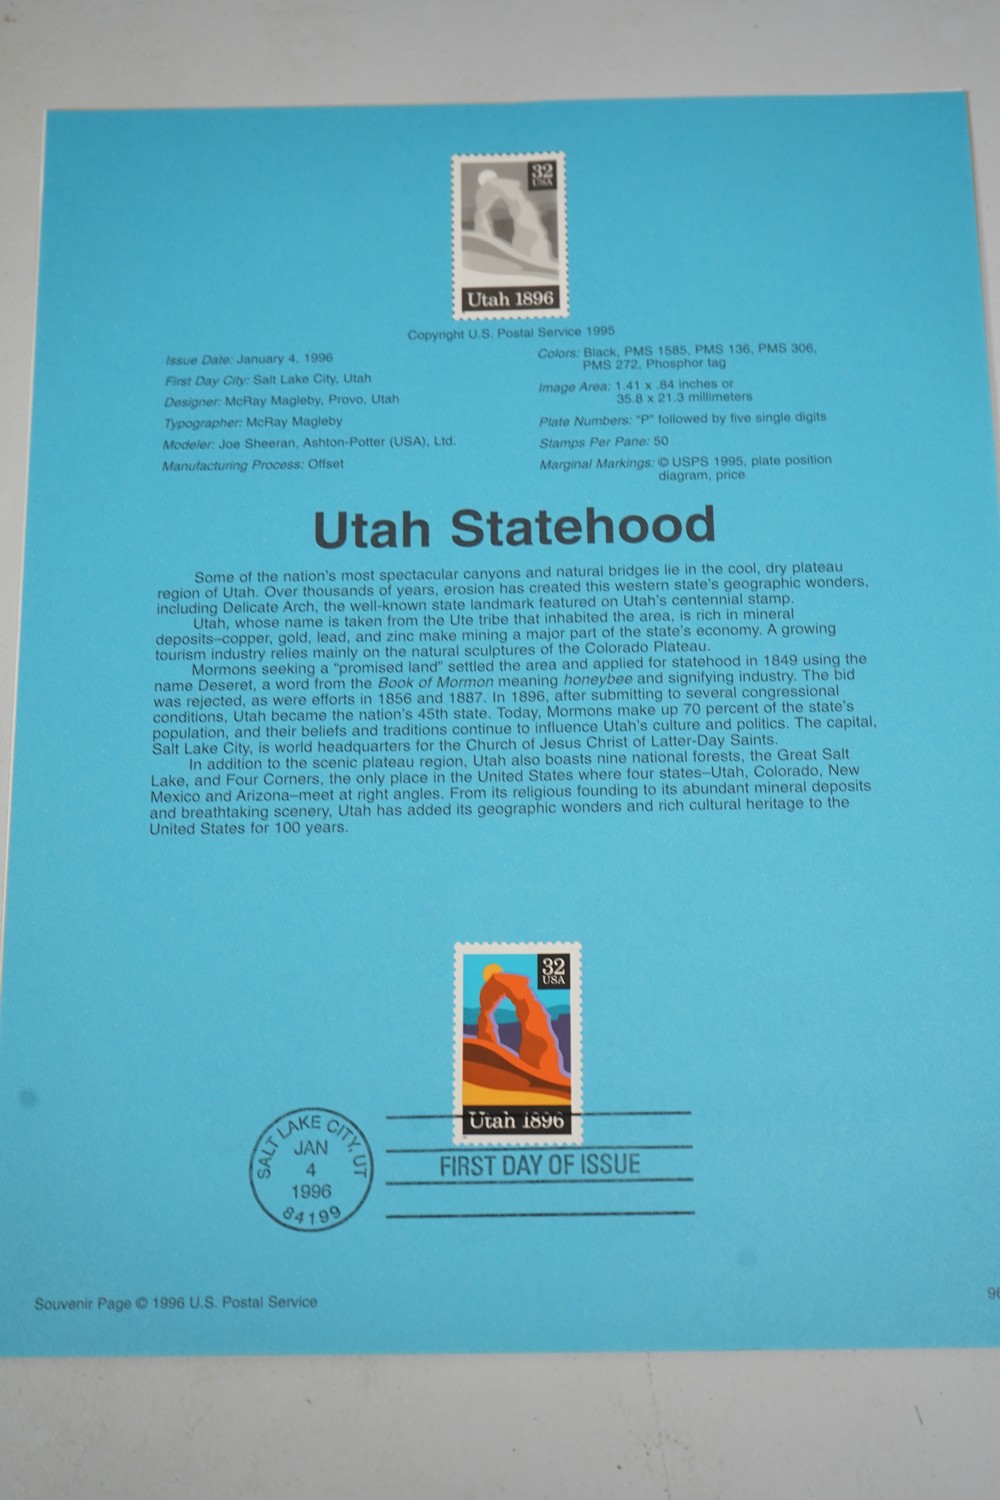 32
USA
Utah 1896
Copyright U.S. Postal Service 1995
Issue Date: January 4, 1996
First Day City: Salt Lake City, Utah
Designer: McRay Magleby, Provo, Utah
Typographer: McRay Magleby
Modeler: Joe Sheeran, Ashton-Potter (USA), Ltd.
Manufacturing Process: Offset
Colors: Black, PMS 1585, PMS 136, PMS 306,
PMS 272, Phosphor tag
Image Area: 1.41 x .84 inches or
35.8 x 21.3 millimeters
Plate Numbers: "P" followed by five single digits
Stamps Per Pane: 50
Marginal Markings: © USPS 1995, plate position
diagram, price
Utah Statehood
Some of the nation's most spectacular canyons and natural bridges lie in the cool, dry plateau
region of Utah. Over thousands of years, erosion has created this western state's geographic wonders,
including Delicate Arch, the well-known state landmark featured on Utah's centennial stamp.
Utah, whose name is taken from the Ute tribe that inhabited the area, is rich in mineral
deposits–copper, gold, lead, and zinc make mining a major part of the state's economy. A growing
tourism industry relies mainly on the natural sculptures of the Colorado Plateau.
Mormons seeking a "promised land" settled the area and applied for statehood in 1849 using the
name Deseret, a word from the Book of Mormon meaning honeybee and signifying industry. The bid
was rejected, as were efforts in 1856 and 1887. In 1896, after submitting to several congressional
conditions, Utah became the nation's 45th state. Today, Mormons make up 70 percent of the state's
population, and their beliefs and traditions continue to influence Utah's culture and politics. The capital,
Salt Lake City, is world headquarters for the Church of Jesus Christ of Latter-Day Saints.
In addition to the scenic plateau region, Utah also boasts nine national forests, the Great Salt
Lake, and Four Corners, the only place in the United States where four states–Utah, Colorado, New
Mexico and Arizona–meet at right angles. From its religious founding to its abundant mineral deposits
and breathtaking scenery, Utah has added its geographic wonders and rich cultural heritage to the
United States for 100 years.
32
USA
Utah 1896
SALT LAKE CITY, UT
JAN
4
1996
84199
FIRST DAY OF ISSUE
Souvenir Page © 1996 U.S. Postal Service